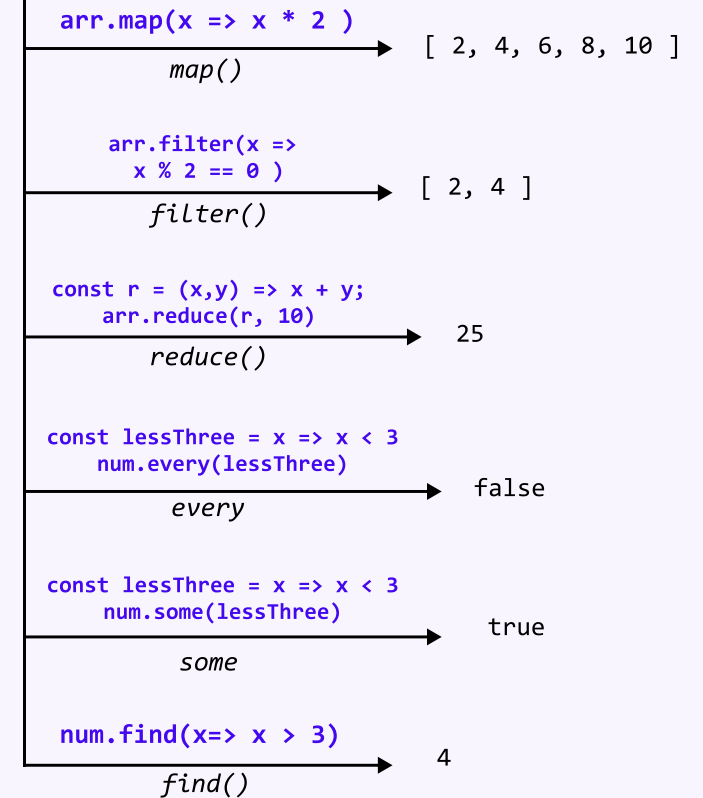 arr.map(x => x * 2 )
map()
[ 2, 4, 6, 8, 10 ]
arr.filter(x =>
x % 2 == 0 )
filter()
[ 2, 4 ]
const r = (x,y) => x + y;
arr.reduce(r, 10)
reduce()
25
const lessThree = x => x < 3
num.every(lessThree)
every
false
const lessThree = x => x < 3
num.some(lessThree)
some
true
num.find(x=> x > 3)
find()
4